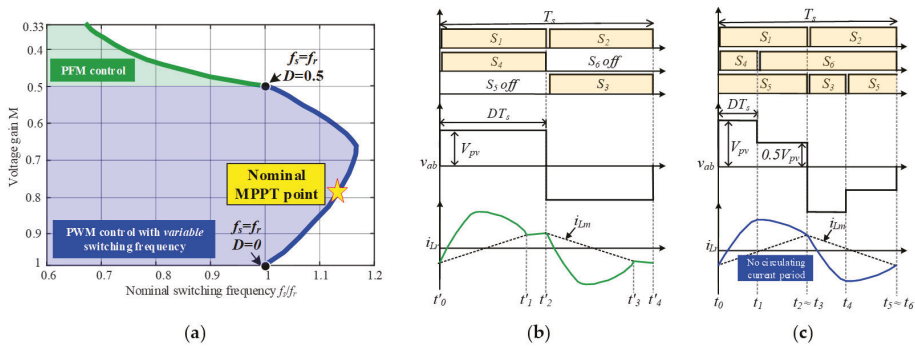 0.33
0.4
0.5
0.6
0.7
0.8
0.9
1
Voltage gain M
PFM control
fs=fr
D=0.5
Nominal
MPPT point
fs=fr
D=0
PWM control with variable
switching frequency
0.6 0.7 0.8 0.9 1 1.1 1.2
Nominal switching frequency fs/fr
(a)
Ts
S1 S2
S4 S6 off
S5 off S3
DTs
Vpv
vab
iLm
iLr
t'0 t'1 t'2 t'3 t'4
(b)
Ts
S1 S2
S4 S6
S5 S3 S5
DTs
Vpv 0.5Vpv
vab
iLm
iLr
No circulating
current period
t0 t1 t2≈ t3 t4 t5≈ t6
(c)